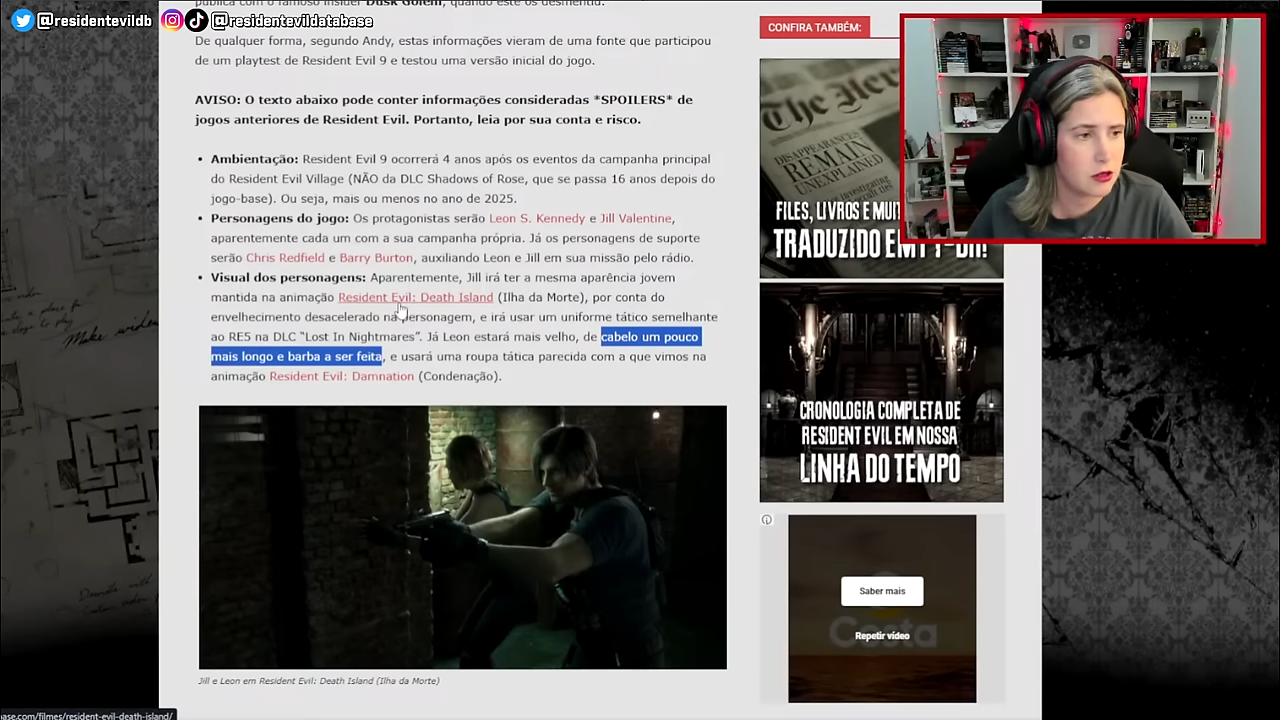 @residentevildb @residentevildatabase
publica com o famoso insider Dusk Golem, quando este os desmentiu.
De qualquer forma, segundo Andy, estas informações vieram de uma fonte que participou
de um playtest de Resident Evil 9 e testou uma versão inicial do jogo.
AVISO: O texto abaixo pode conter informações consideradas *SPOILERS* de
jogos anteriores de Resident Evil. Portanto, leia por sua conta e risco.
• Ambientação: Resident Evil 9 ocorrerá 4 anos após os eventos da campanha principal
do Resident Evil Village (NÃO da DLC Shadows of Rose, que se passa 16 anos depois do
jogo-base). Ou seja, mais ou menos no ano de 2025.
• Personagens do jogo: Os protagonistas serão Leon S. Kennedy e Jill Valentine,
aparentemente cada um com a sua campanha própria. Já os personagens de suporte
serão Chris Redfield e Barry Burton, auxiliando Leon e Jill em sua missão pelo rádio.
• Visual dos personagens: Aparentemente, Jill irá ter a mesma aparência jovem
mantida na animação Resident Evil: Death Island (Ilha da Morte), por conta do
envelhecimento desacelerado na personagem, e irá usar um uniforme tático semelhante
ao RE5 na DLC “Lost In Nightmares”. Já Leon estará mais velho, de cabelo um pouco
mais longo e barba a ser feita, e usará uma roupa tática parecida com a que vimos na
animação Resident Evil: Damnation (Condenação).
Jill e Leon em Resident Evil: Death Island (Ilha da Morte)
CONFIRA TAMBÉM:
The
DISAPPEARANCES
REMAIN
UNEXPLAINED
FILES, LIVROS E
TRADUZIDO EM PT-BR!
CRONOLOGIA COMPLETA DE
RESIDENT EVIL EM NOSSA
LINHA DO TEMPO
Saber mais
Costa
Repetir vídeo
base.com/filmes/resident-evil-death-island/